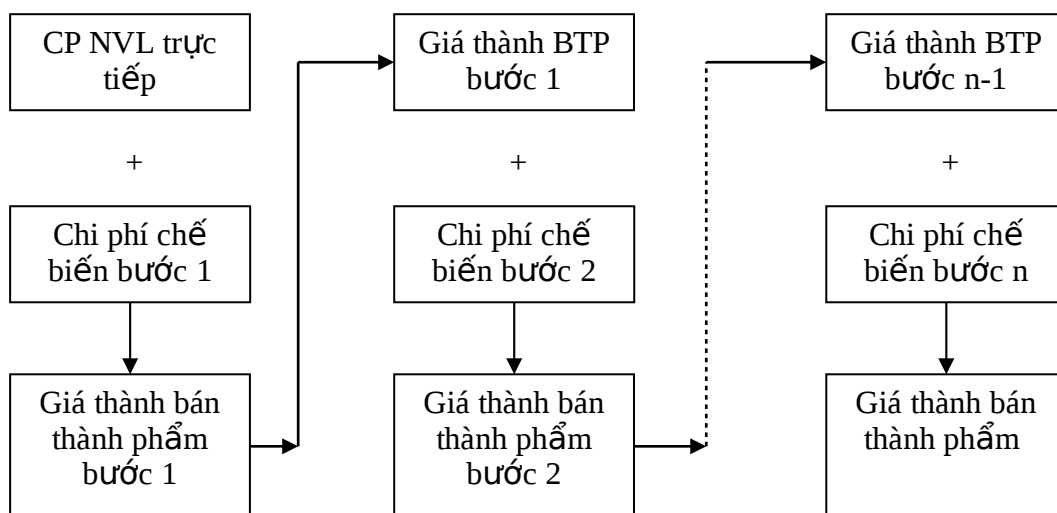 CP NVL trực
tiếp
Giá thành BTP
bước 1
Giá thành BTP
bước n-1
+
+
+
Chi phí chế
biến bước 1
Chi phí chế
biến bước 2
Chi phí chế
biến bước n
Giá thành bán
thành phẩm
bước 1
Giá thành bán
thành phẩm
bước 2
Giá thành bán
thành phẩm